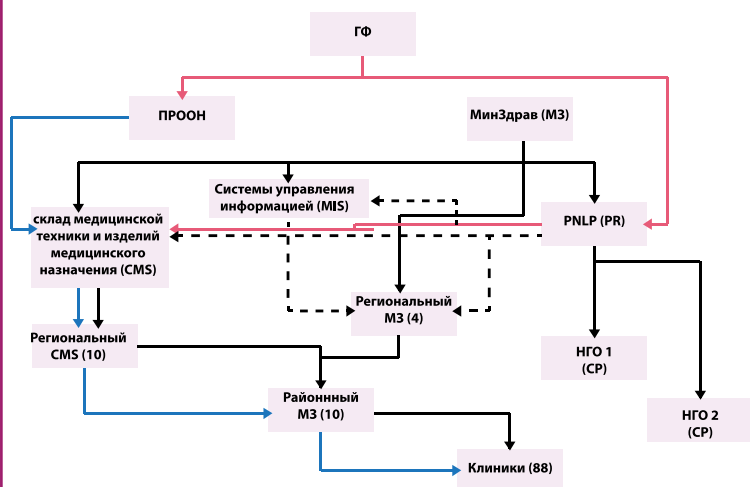 ГФ
ПРООН
МинЗдрав (МЗ)
Системы управления
информацией (MIS)
склад медицинской
техники и изделий
медицинского
назначения (CMS)
PNLP (PR)
Региональный
МЗ (4)
Региональный
CMS (10)
НГО 1
(СР)
Районнный
МЗ (10)
НГО 2
(СР)
Клиники (88)